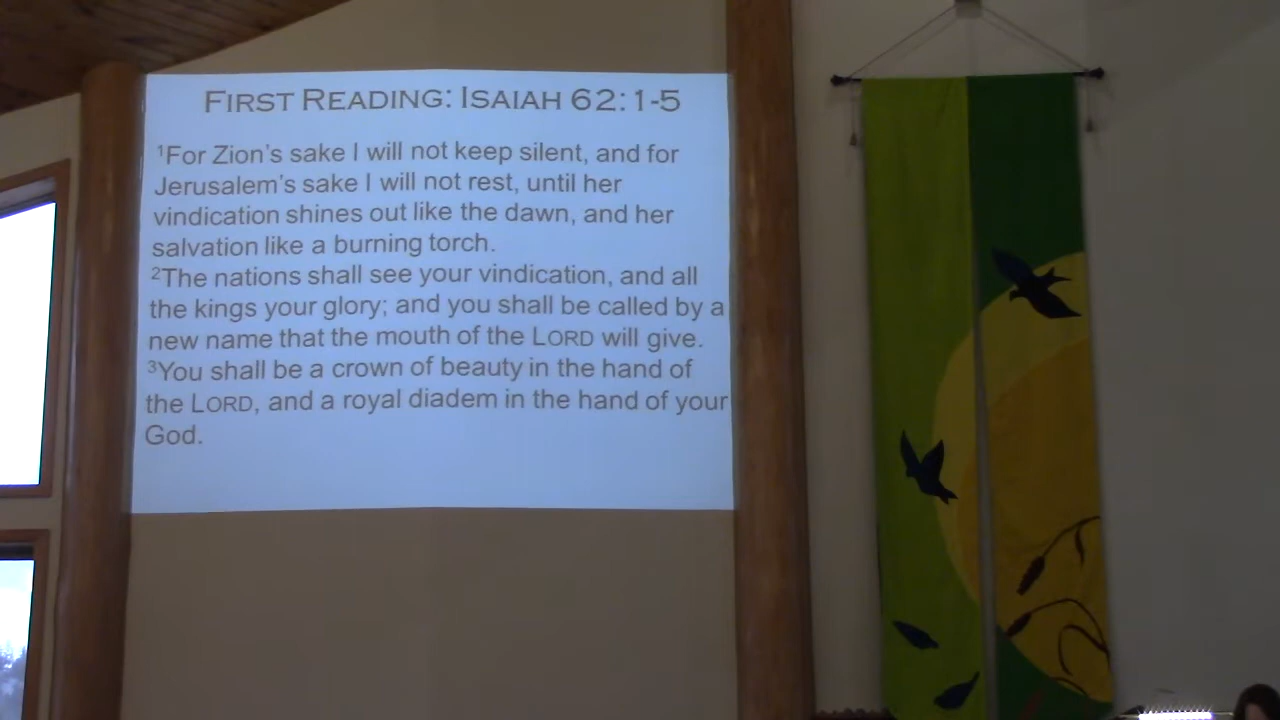 FIRST READING: ISAIAH 62:1-5
¹For Zion's sake I will not keep silent, and for
Jerusalem's sake I will not rest, until her
vindication shines out like the dawn, and her
salvation like a burning torch.
²The nations shall see your vindication, and all
the kings your glory; and you shall be called by a
new name that the mouth of the LORD will give.
³You shall be a crown of beauty in the hand of
the LORD, and a royal diadem in the hand of your
God.